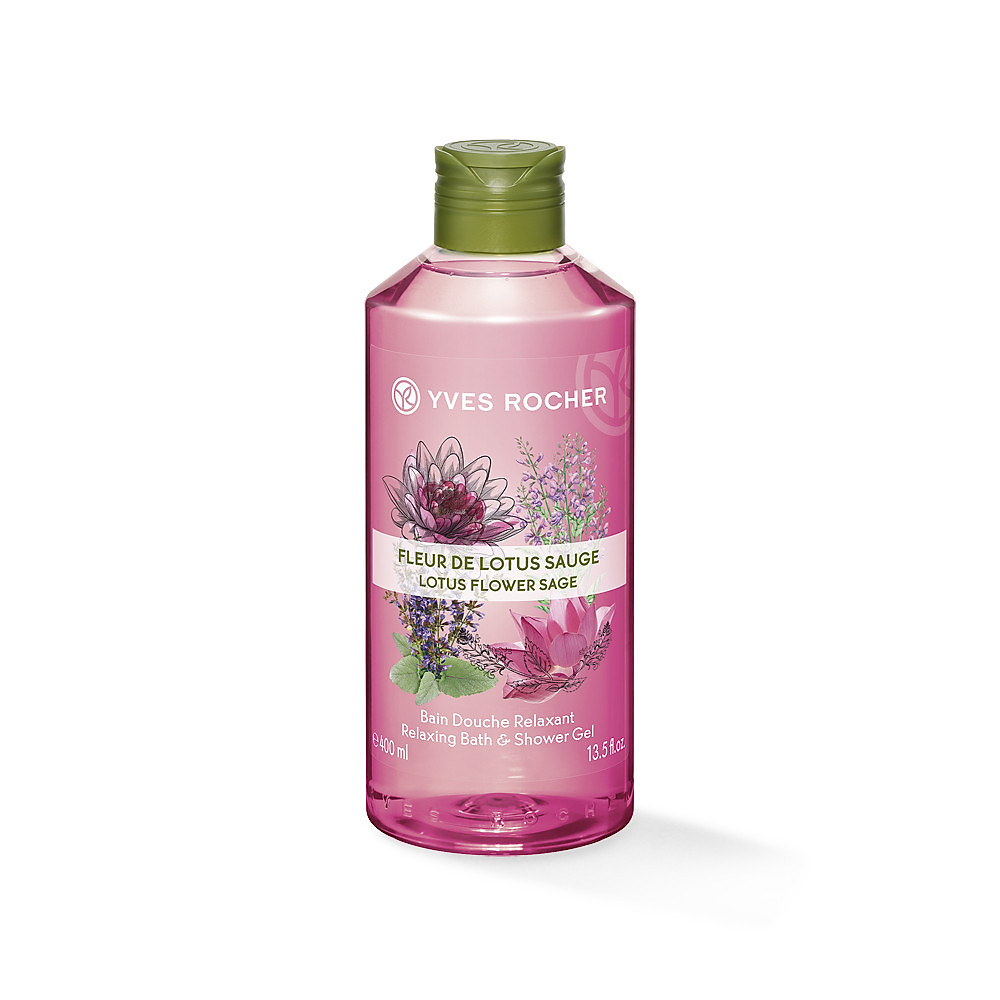 YVES ROCHER
FLEUR DE LOTUS SAUGE
LOTUS FLOWER SAGE
Bain Douche Relaxant
Relaxing Bath & Shower Gel
℮400 ml 13.5 fl.oz.